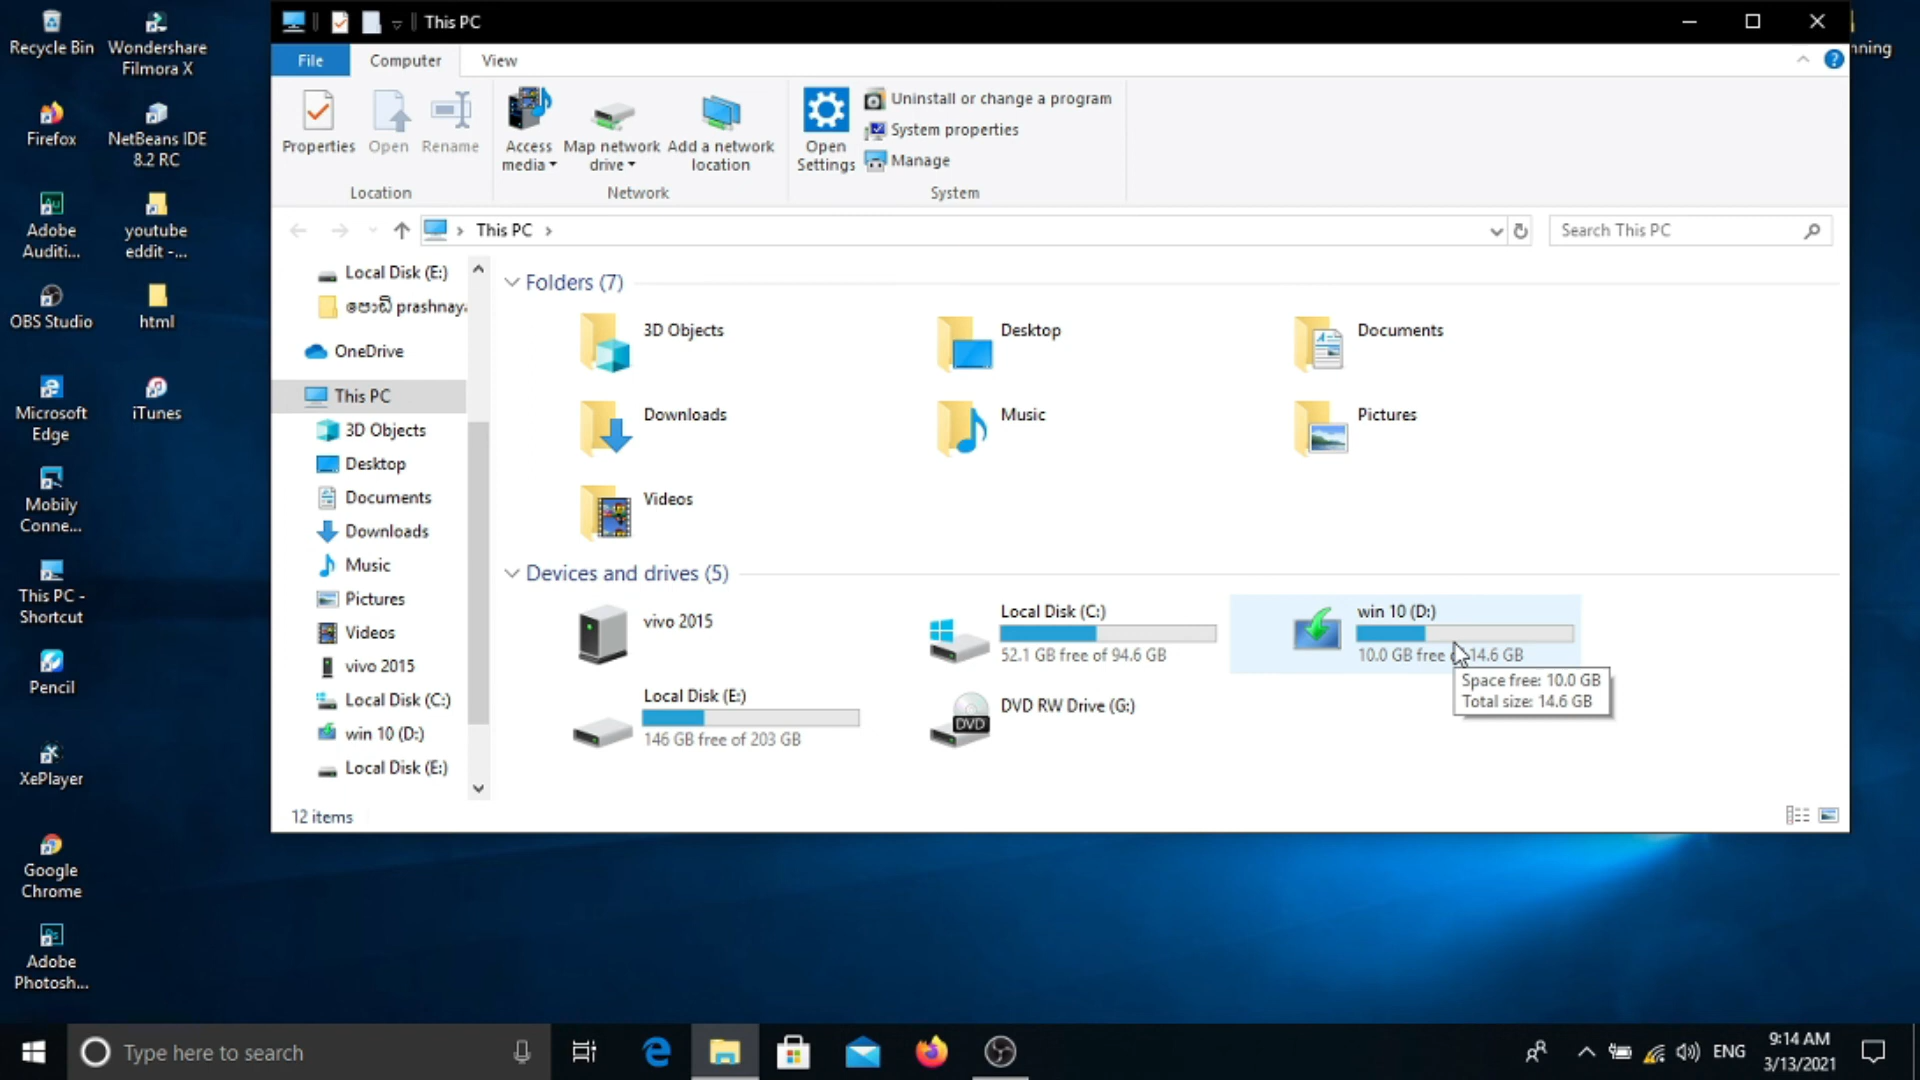 Recycle Bin
Wondershare
Filmora X
Firefox
NetBeans IDE
8.2 RC
Adobe
Auditi...
youtube
eddit -...
OBS Studio
html
Microsoft
Edge
iTunes
Mobily
Conne...
This PC -
Shortcut
Pencil
XePlayer
Google
Chrome
Adobe
Photosh...
nning
This PC
File
Computer
View
Properties
Open
Rename
Location
Access
media
Map network
drive
Add a network
location
Network
Open
Settings
Uninstall or change a program
System properties
Manage
System
This PC
Search This PC
Local Disk (E:)
පොඩි prashnay
OneDrive
This PC
3D Objects
Desktop
Documents
Downloads
Music
Pictures
Videos
vivo 2015
Local Disk (C:)
win 10 (D:)
Local Disk (E:)
Folders (7)
3D Objects
Desktop
Documents
Downloads
Music
Pictures
Videos
Devices and drives (5)
vivo 2015
Local Disk (C:)
52.1 GB free of 94.6 GB
win 10 (D:)
10.0 GB free 14.6 GB
Space free: 10.0 GB
Total size: 14.6 GB
Local Disk (E:)
146 GB free of 203 GB
DVD RW Drive (G:)
DVD
12 items
Type here to search
ENG
9:14 AM
3/13/2021